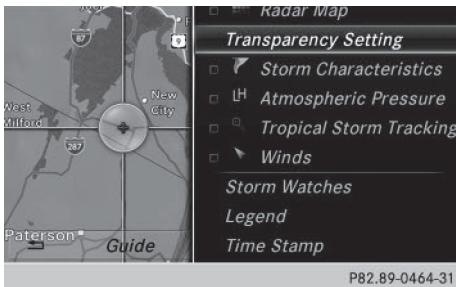 Radar Map
87
9
Transparency Setting
Storm Characteristics
New
City
LH Atmospheric Pressure
West
Milford
Tropical Storm Tracking
287
Winds
Storm Watches
Legend
Paterson
Guide
Time Stamp
P82.89-0464-31